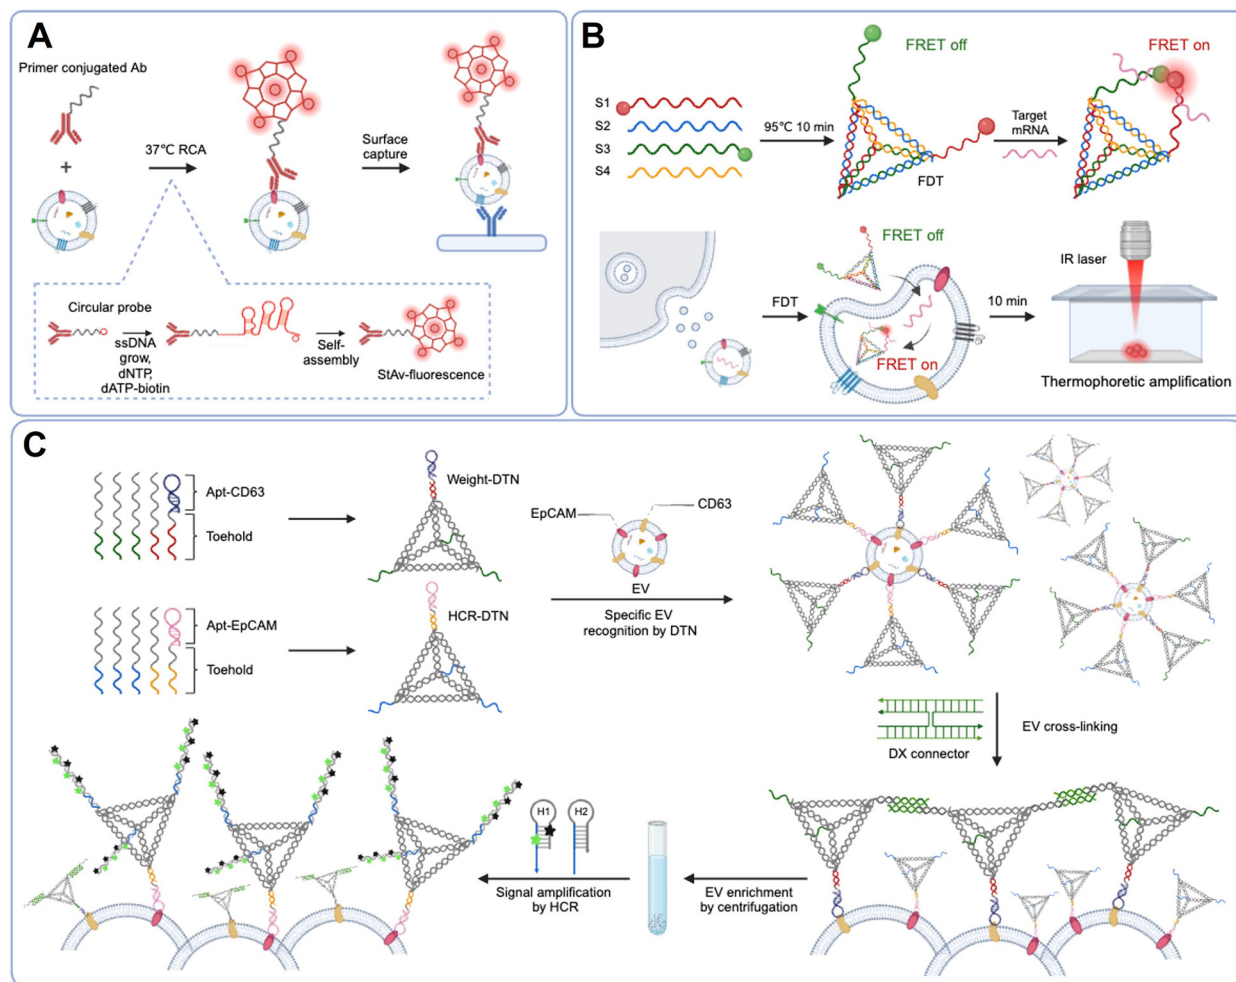 A
Primer conjugated Ab
+
37°C RCA
Surface
capture
Circular probe
ssDNA
grow,
dNTP,
dATP-biotin
Self-
assembly
StAv-fluorescence
B
S1
S2
S3
S4
95℃ 10 min
FRET off
FDT
Target
mRNA
FRET on
FDT
FRET off
FRET on
10 min
IR laser
Thermophoretic amplification
C
Apt-CD63
Toehold
Weight-DTN
Apt-EpCAM
Toehold
HCR-DTN
EpCAM
CD63
EV
Specific EV
recognition by DTN
DX connector
EV cross-linking
EV enrichment
by centrifugation
H1
H2
Signal amplification
by HCR